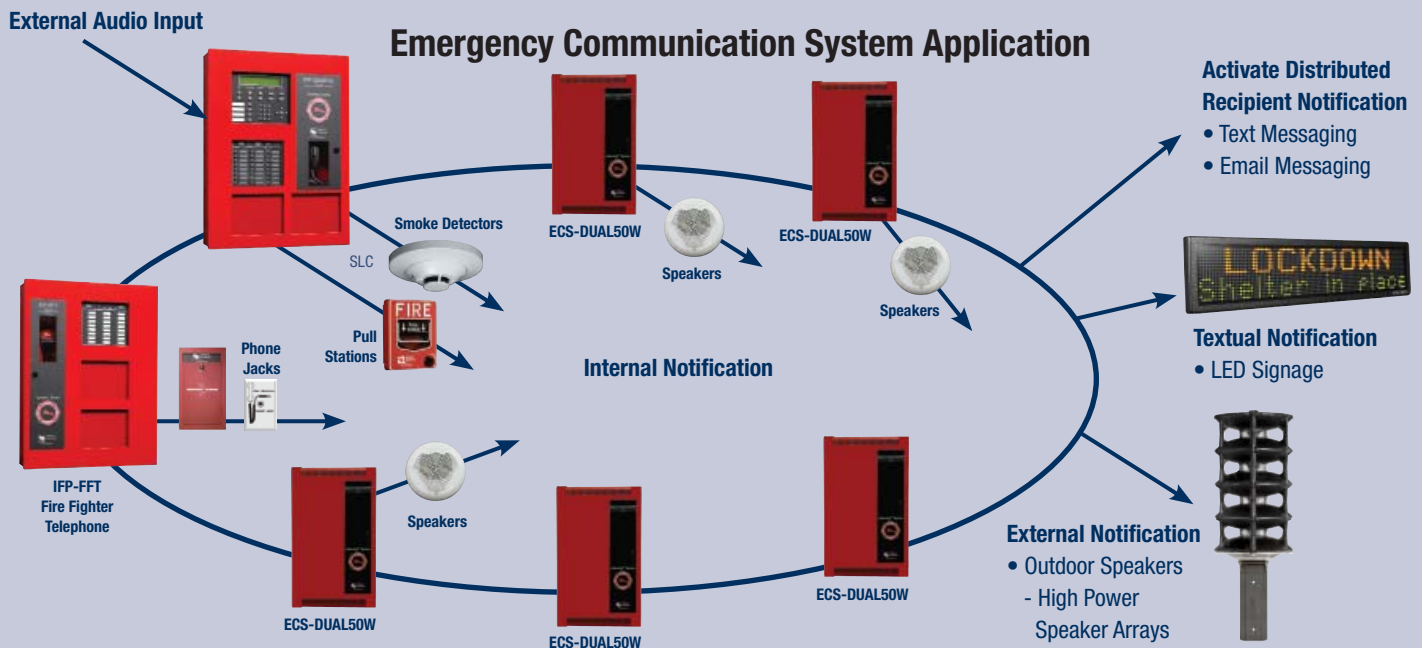 External Audio Input
Emergency Communication System Application
Activate Distributed
Recipient Notification
• Text Messaging
• Email Messaging
ECS-DUAL50W
ECS-DUAL50W
Smoke Detectors
SLC
Speakers
Speakers
FIRE
Pull
Stations
LOCKDOWN
Shelter in place
Textual Notification
• LED Signage
Phone
Jacks
Internal Notification
IFP-FFT
Fire Fighter
Telephone
Speakers
ECS-DUAL50W
ECS-DUAL50W
ECS-DUAL50W
External Notification
• Outdoor Speakers
- High Power
Speaker Arrays